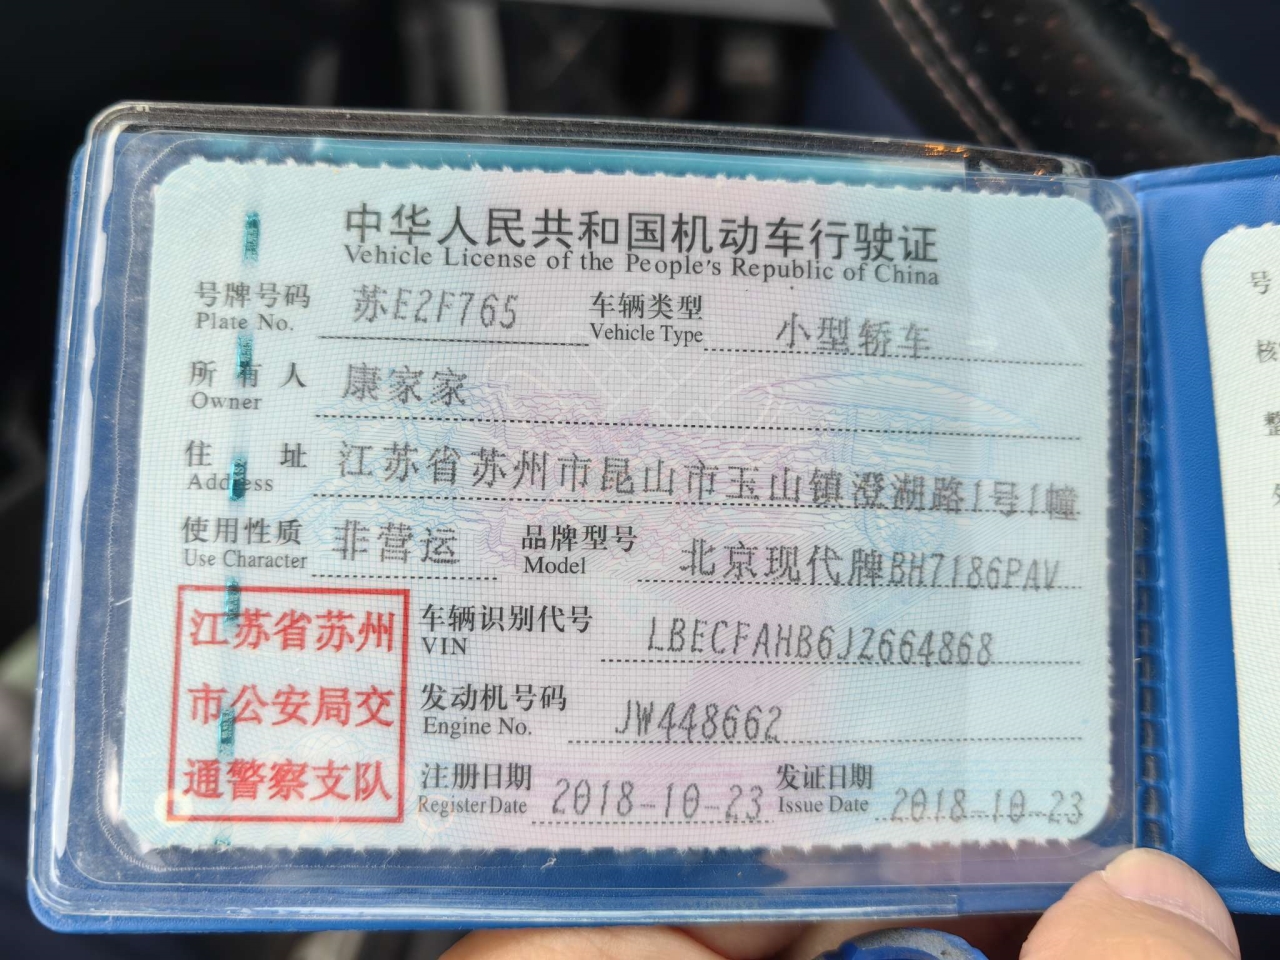 中华人民共和国机动车行驶证
Vehicle License of the People's Republic of China
号牌号码 苏E2F765 车辆类型 小型轿车
Plate No. Vehicle Type
所有人 康家家
Owner
住址 江苏省苏州市昆山市玉山镇澄湖路1号1幢
Address
使用性质 非营运 品牌型号 北京现代牌BH7186PAV
Use Character Model
江苏省苏州
市公安局交
通警察支队
车辆识别代号 LBECFAHB6JZ664868
VIN
发动机号码 JW448662
Engine No.
注册日期 2018-10-23 发证日期 2018-10-23
Register Date Issue Date
号
核
整